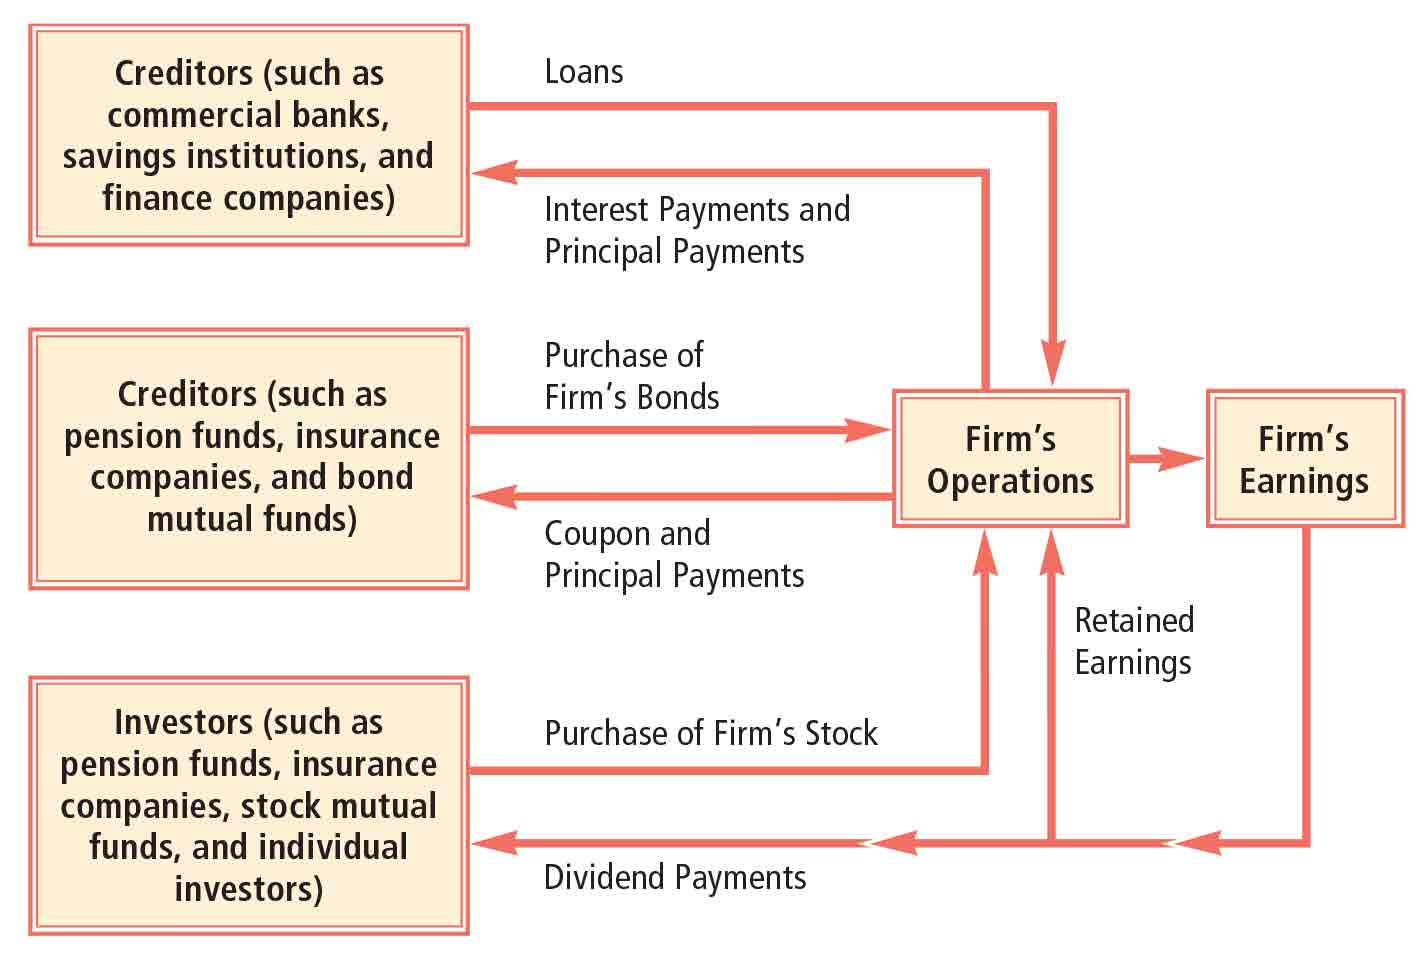 Creditors (such as
commercial banks,
savings institutions, and
finance companies)
Loans
Interest Payments and
Principal Payments
Creditors (such as
pension funds, insurance
companies, and bond
mutual funds)
Purchase of
Firm’s Bonds
Coupon and
Principal Payments
Firm’s
Operations
Firm’s
Earnings
Retained
Earnings
Investors (such as
pension funds, insurance
companies, stock mutual
funds, and individual
investors)
Purchase of Firm’s Stock
Dividend Payments